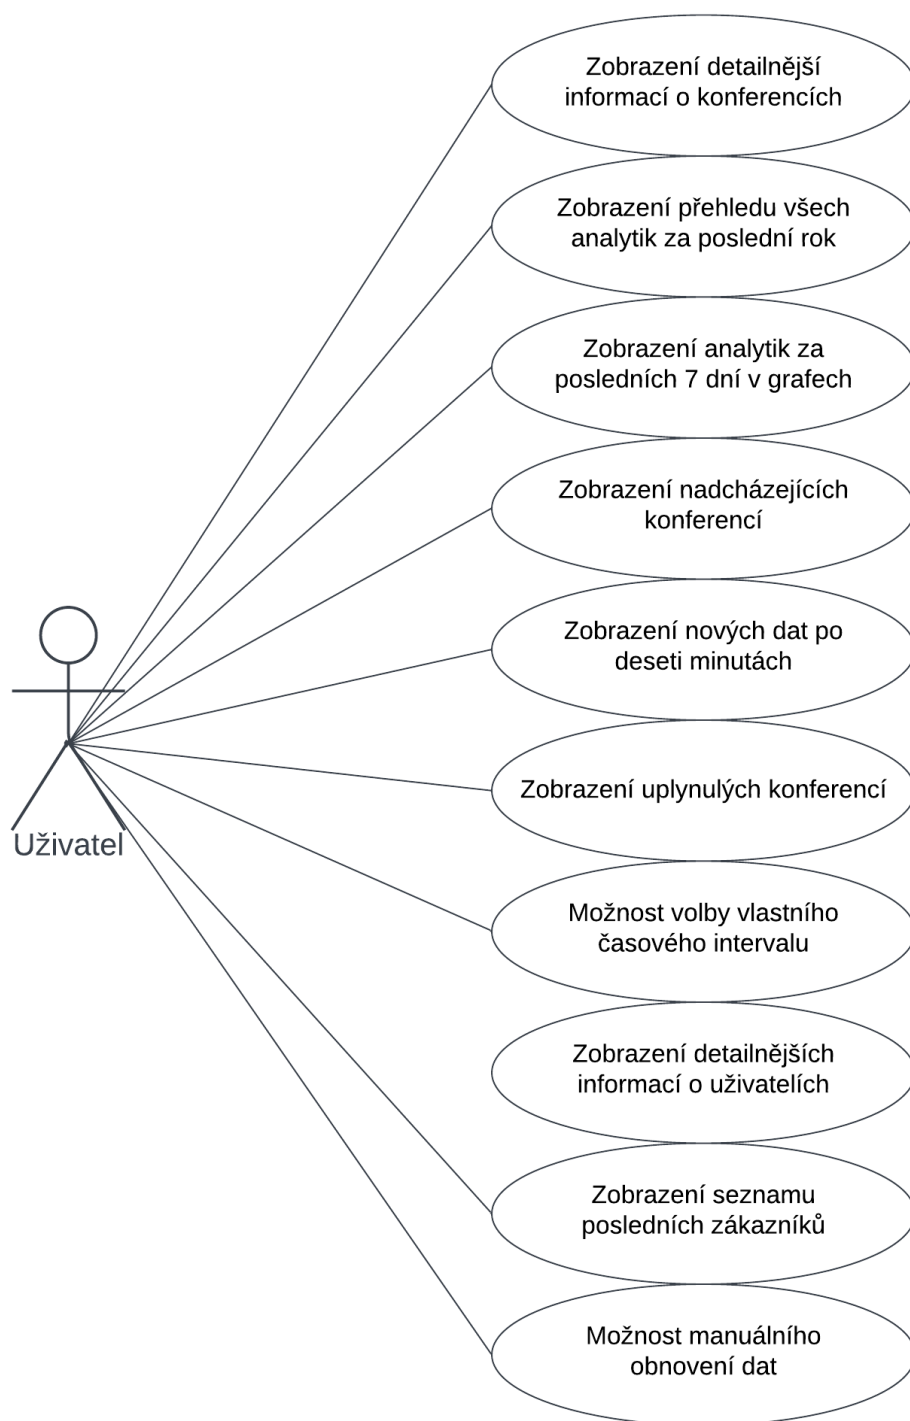 Zobrazení detailnější
informací o konferencích
Zobrazení přehledu všech
analytik za poslední rok
Zobrazení analytik za
posledních 7 dní v grafech
Zobrazení nadcházejících
konferencí
Zobrazení nových dat po
deseti minutách
Zobrazení uplynulých konferencí
Uživatel
Možnost volby vlastního
časového intervalu
Zobrazení detailnějších
informací o uživatelích
Zobrazení seznamu
posledních zákazníků
Možnost manuálního
obnovení dat